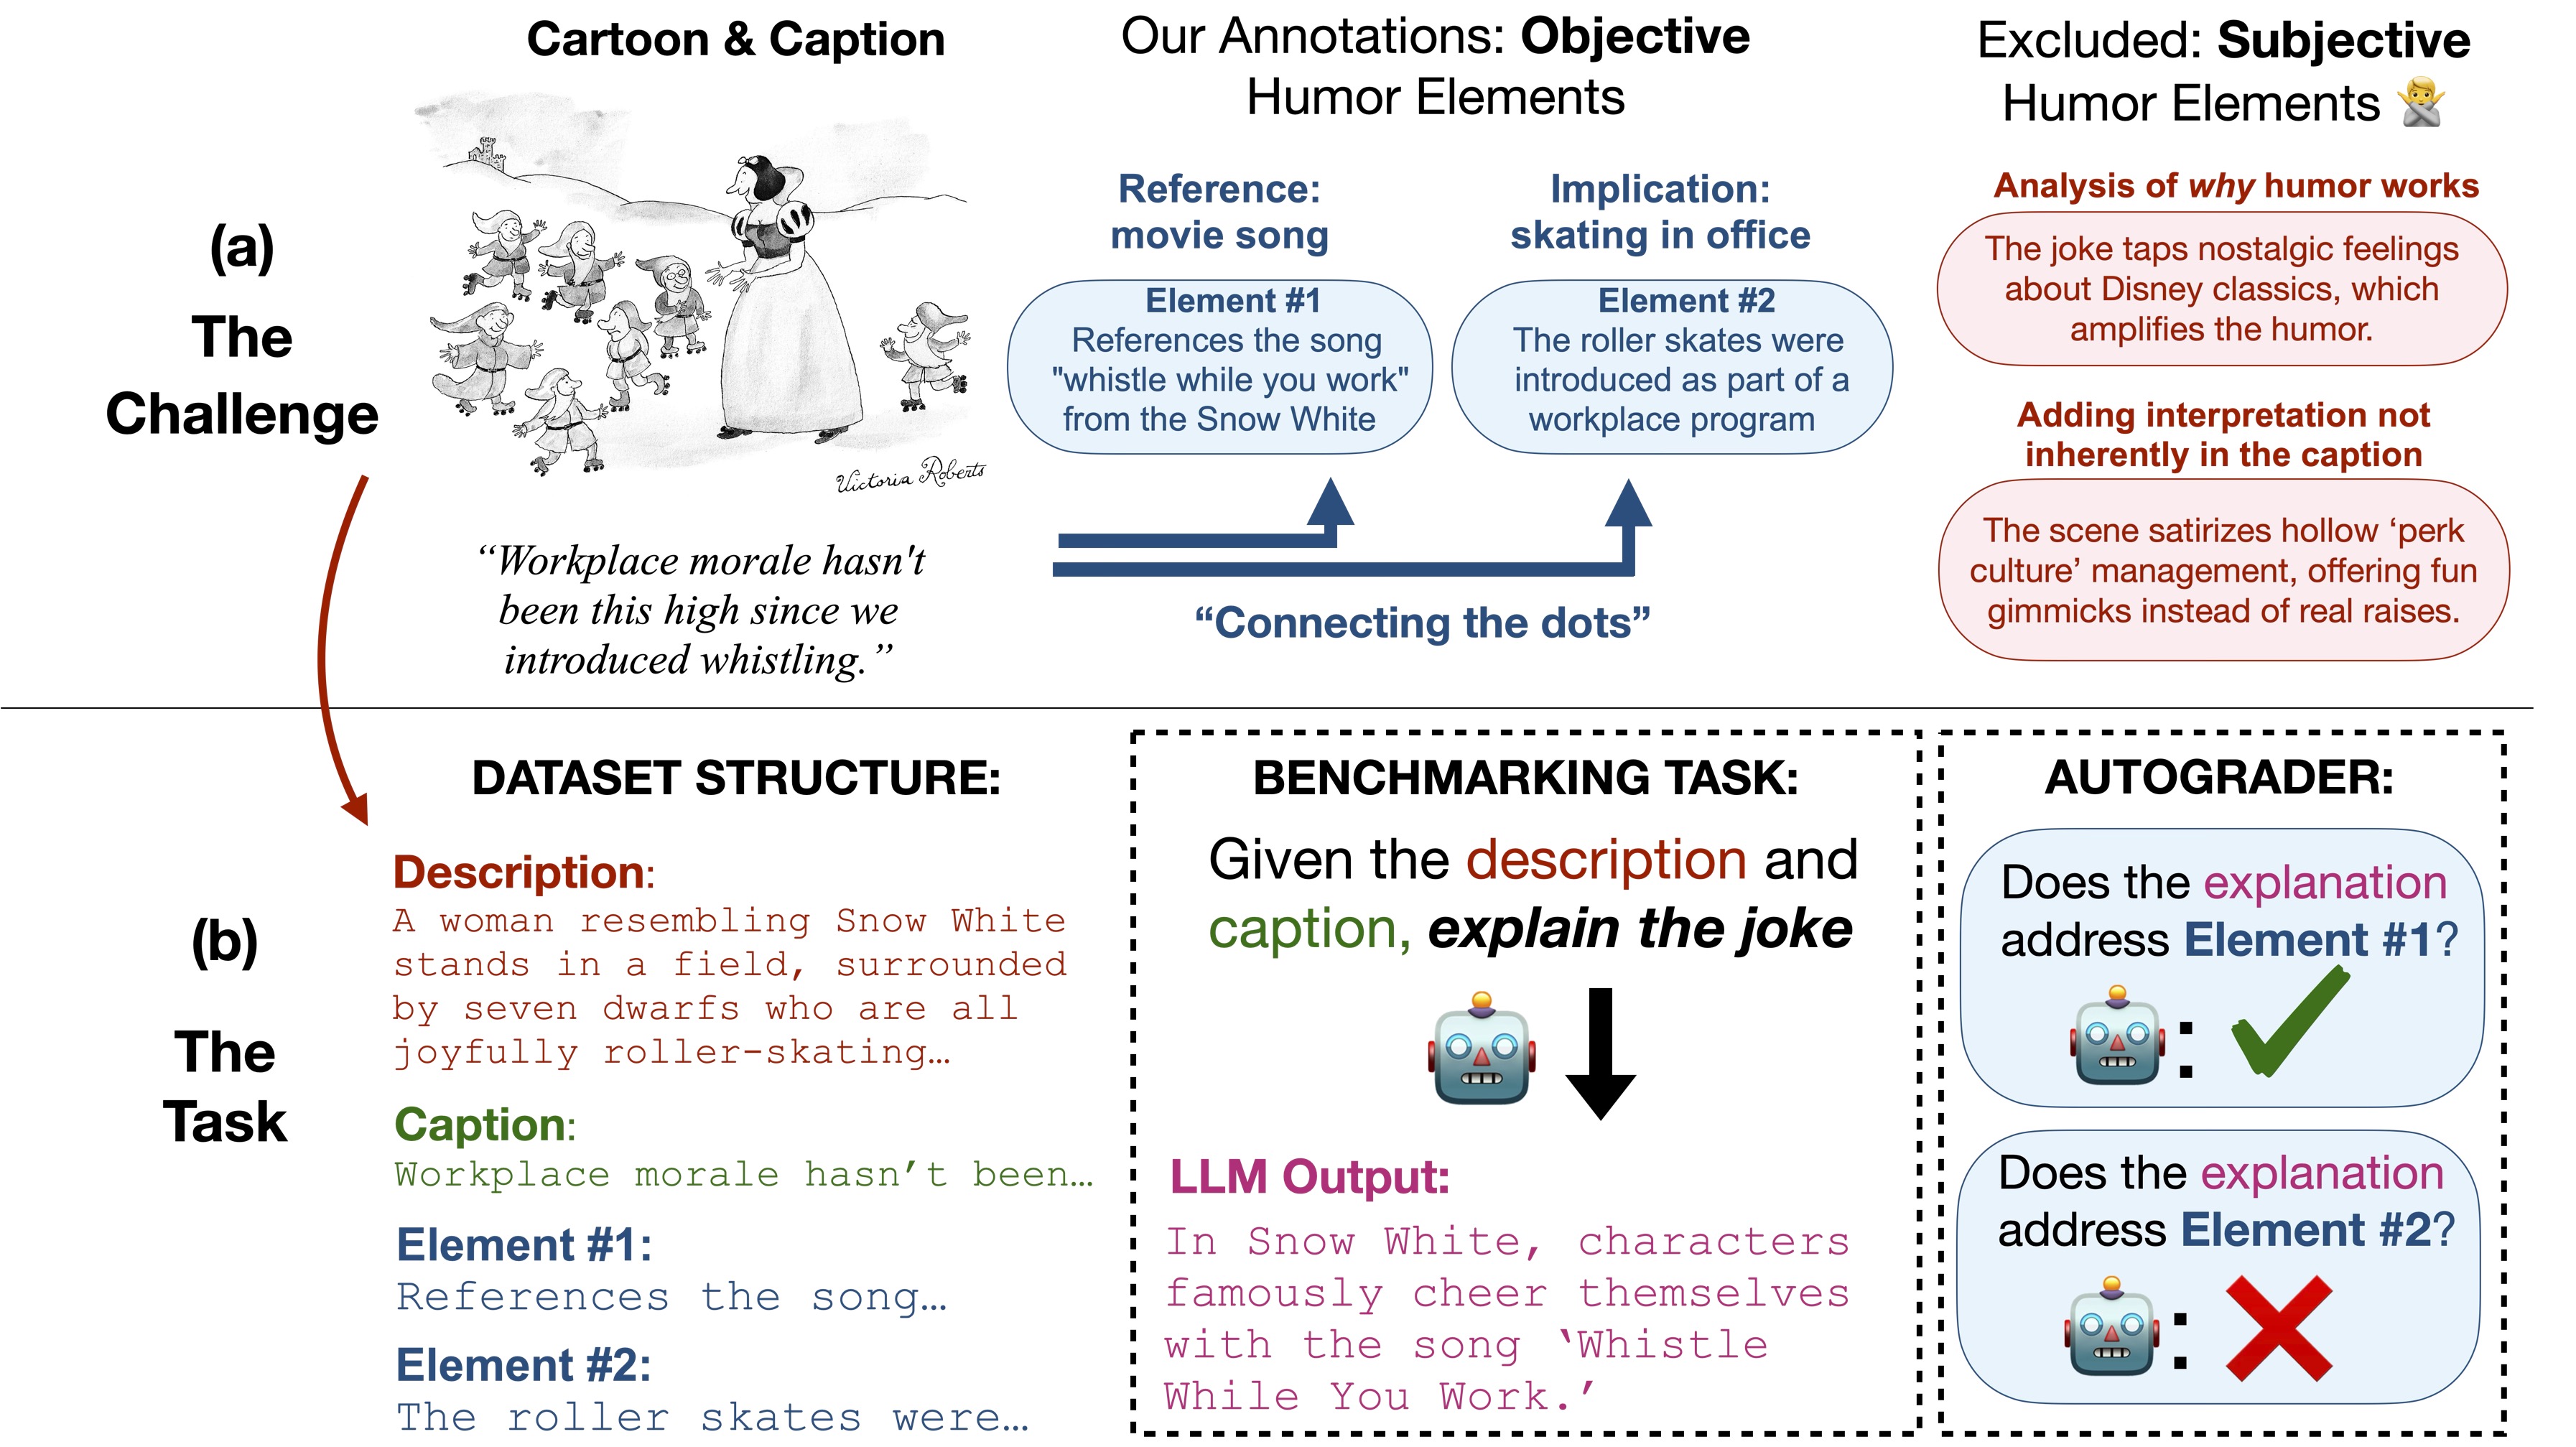 (a)
The
Challenge
Cartoon & Caption
Victoria Roberts
“Workplace morale hasn't
been this high since we
introduced whistling.”
Our Annotations: Objective
Humor Elements
Reference:
movie song
Element #1
References the song
"whistle while you work"
from the Snow White
Implication:
skating in office
Element #2
The roller skates were
introduced as part of a
workplace program
“Connecting the dots”
Excluded: Subjective
Humor Elements
Analysis of why humor works
The joke taps nostalgic feelings
about Disney classics, which
amplifies the humor.
Adding interpretation not
inherently in the caption
The scene satirizes hollow ‘perk
culture’ management, offering fun
gimmicks instead of real raises.
(b)
The
Task
DATASET STRUCTURE:
Description:
A woman resembling Snow White
stands in a field, surrounded
by seven dwarfs who are all
joyfully roller-skating…
Caption:
Workplace morale hasn’t been…
Element #1:
References the song…
Element #2:
The roller skates were…
BENCHMARKING TASK:
Given the description and
caption, explain the joke
LLM Output:
In Snow White, characters
famously cheer themselves
with the song ‘Whistle
While You Work.’
AUTOGRADER:
Does the explanation
address Element #1?
:
Does the explanation
address Element #2?
: